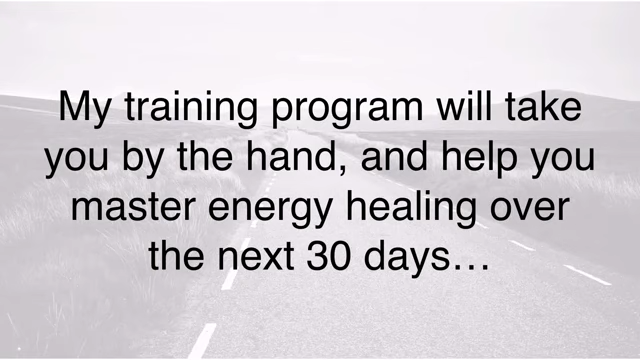 My training program will take
you by the hand, and help you
master energy healing over
the next 30 days…